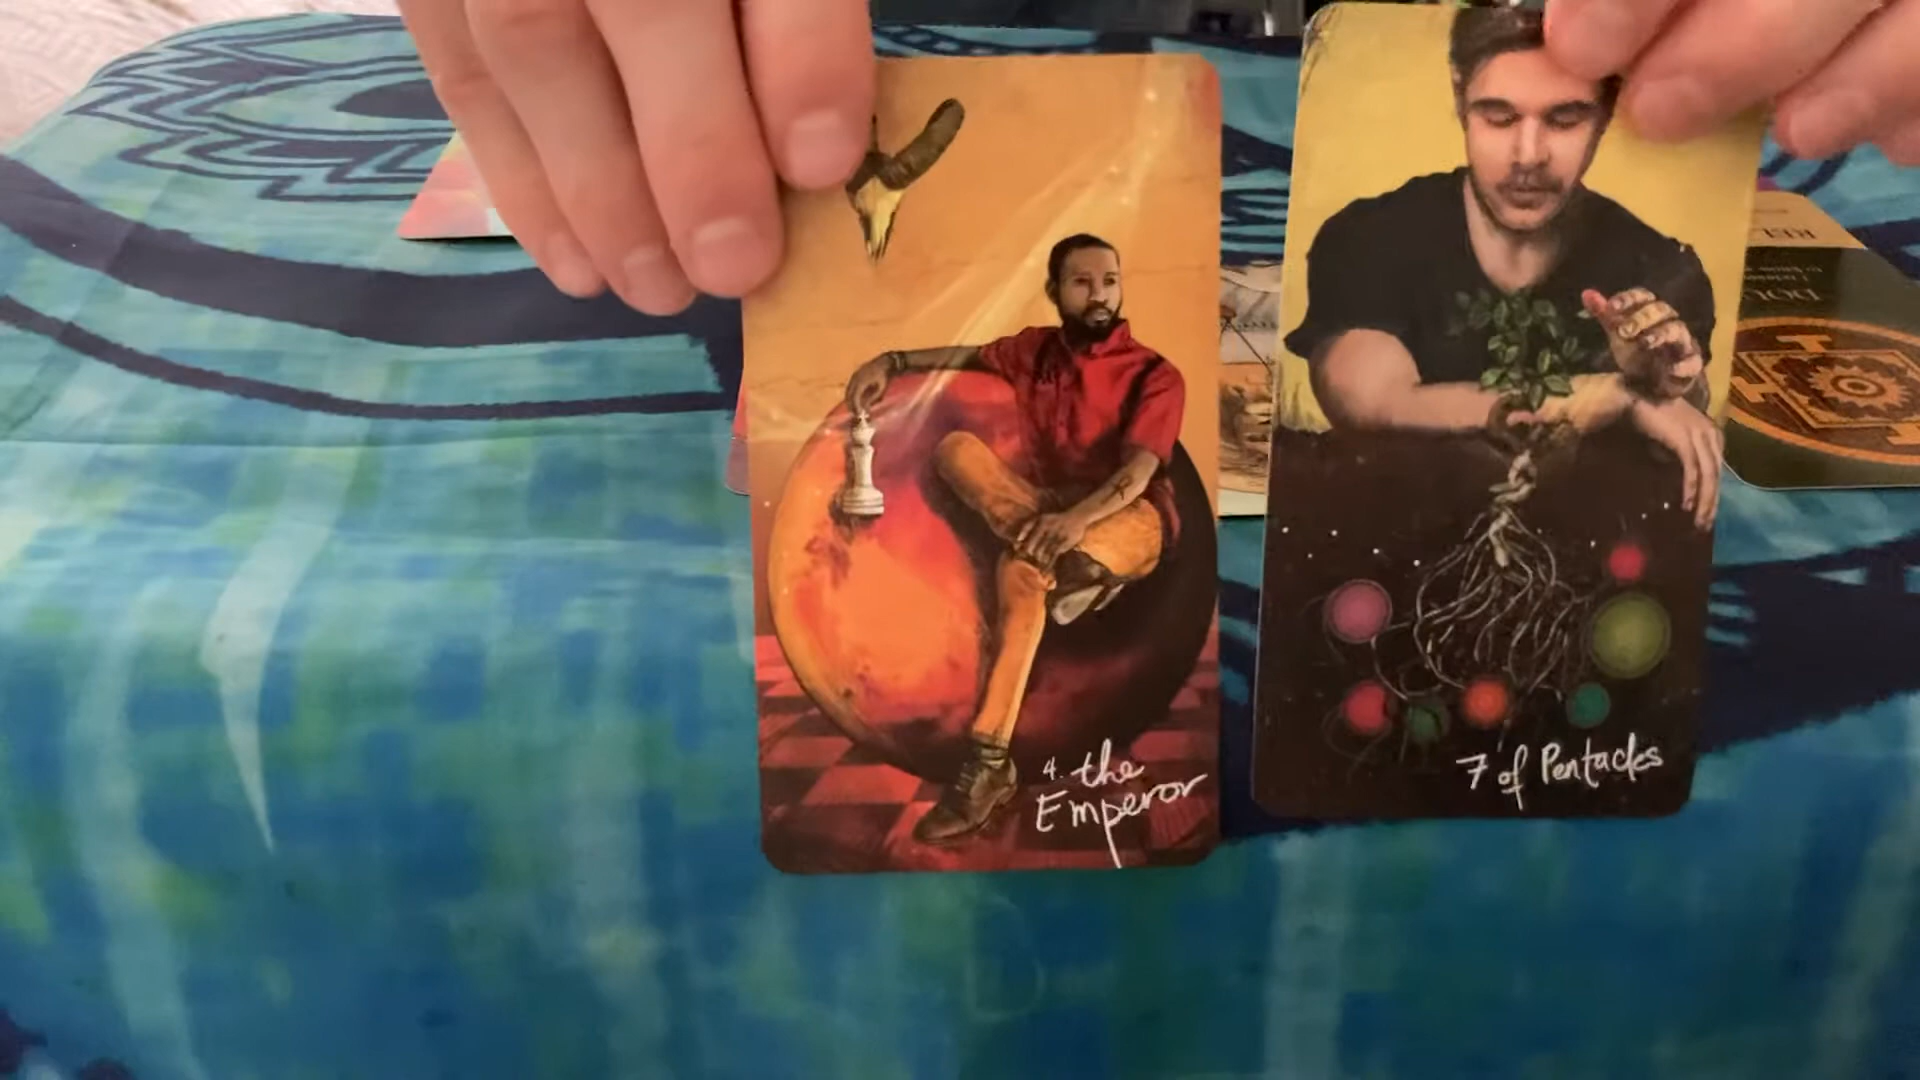 4. the
Emperor
7 of Pentacles